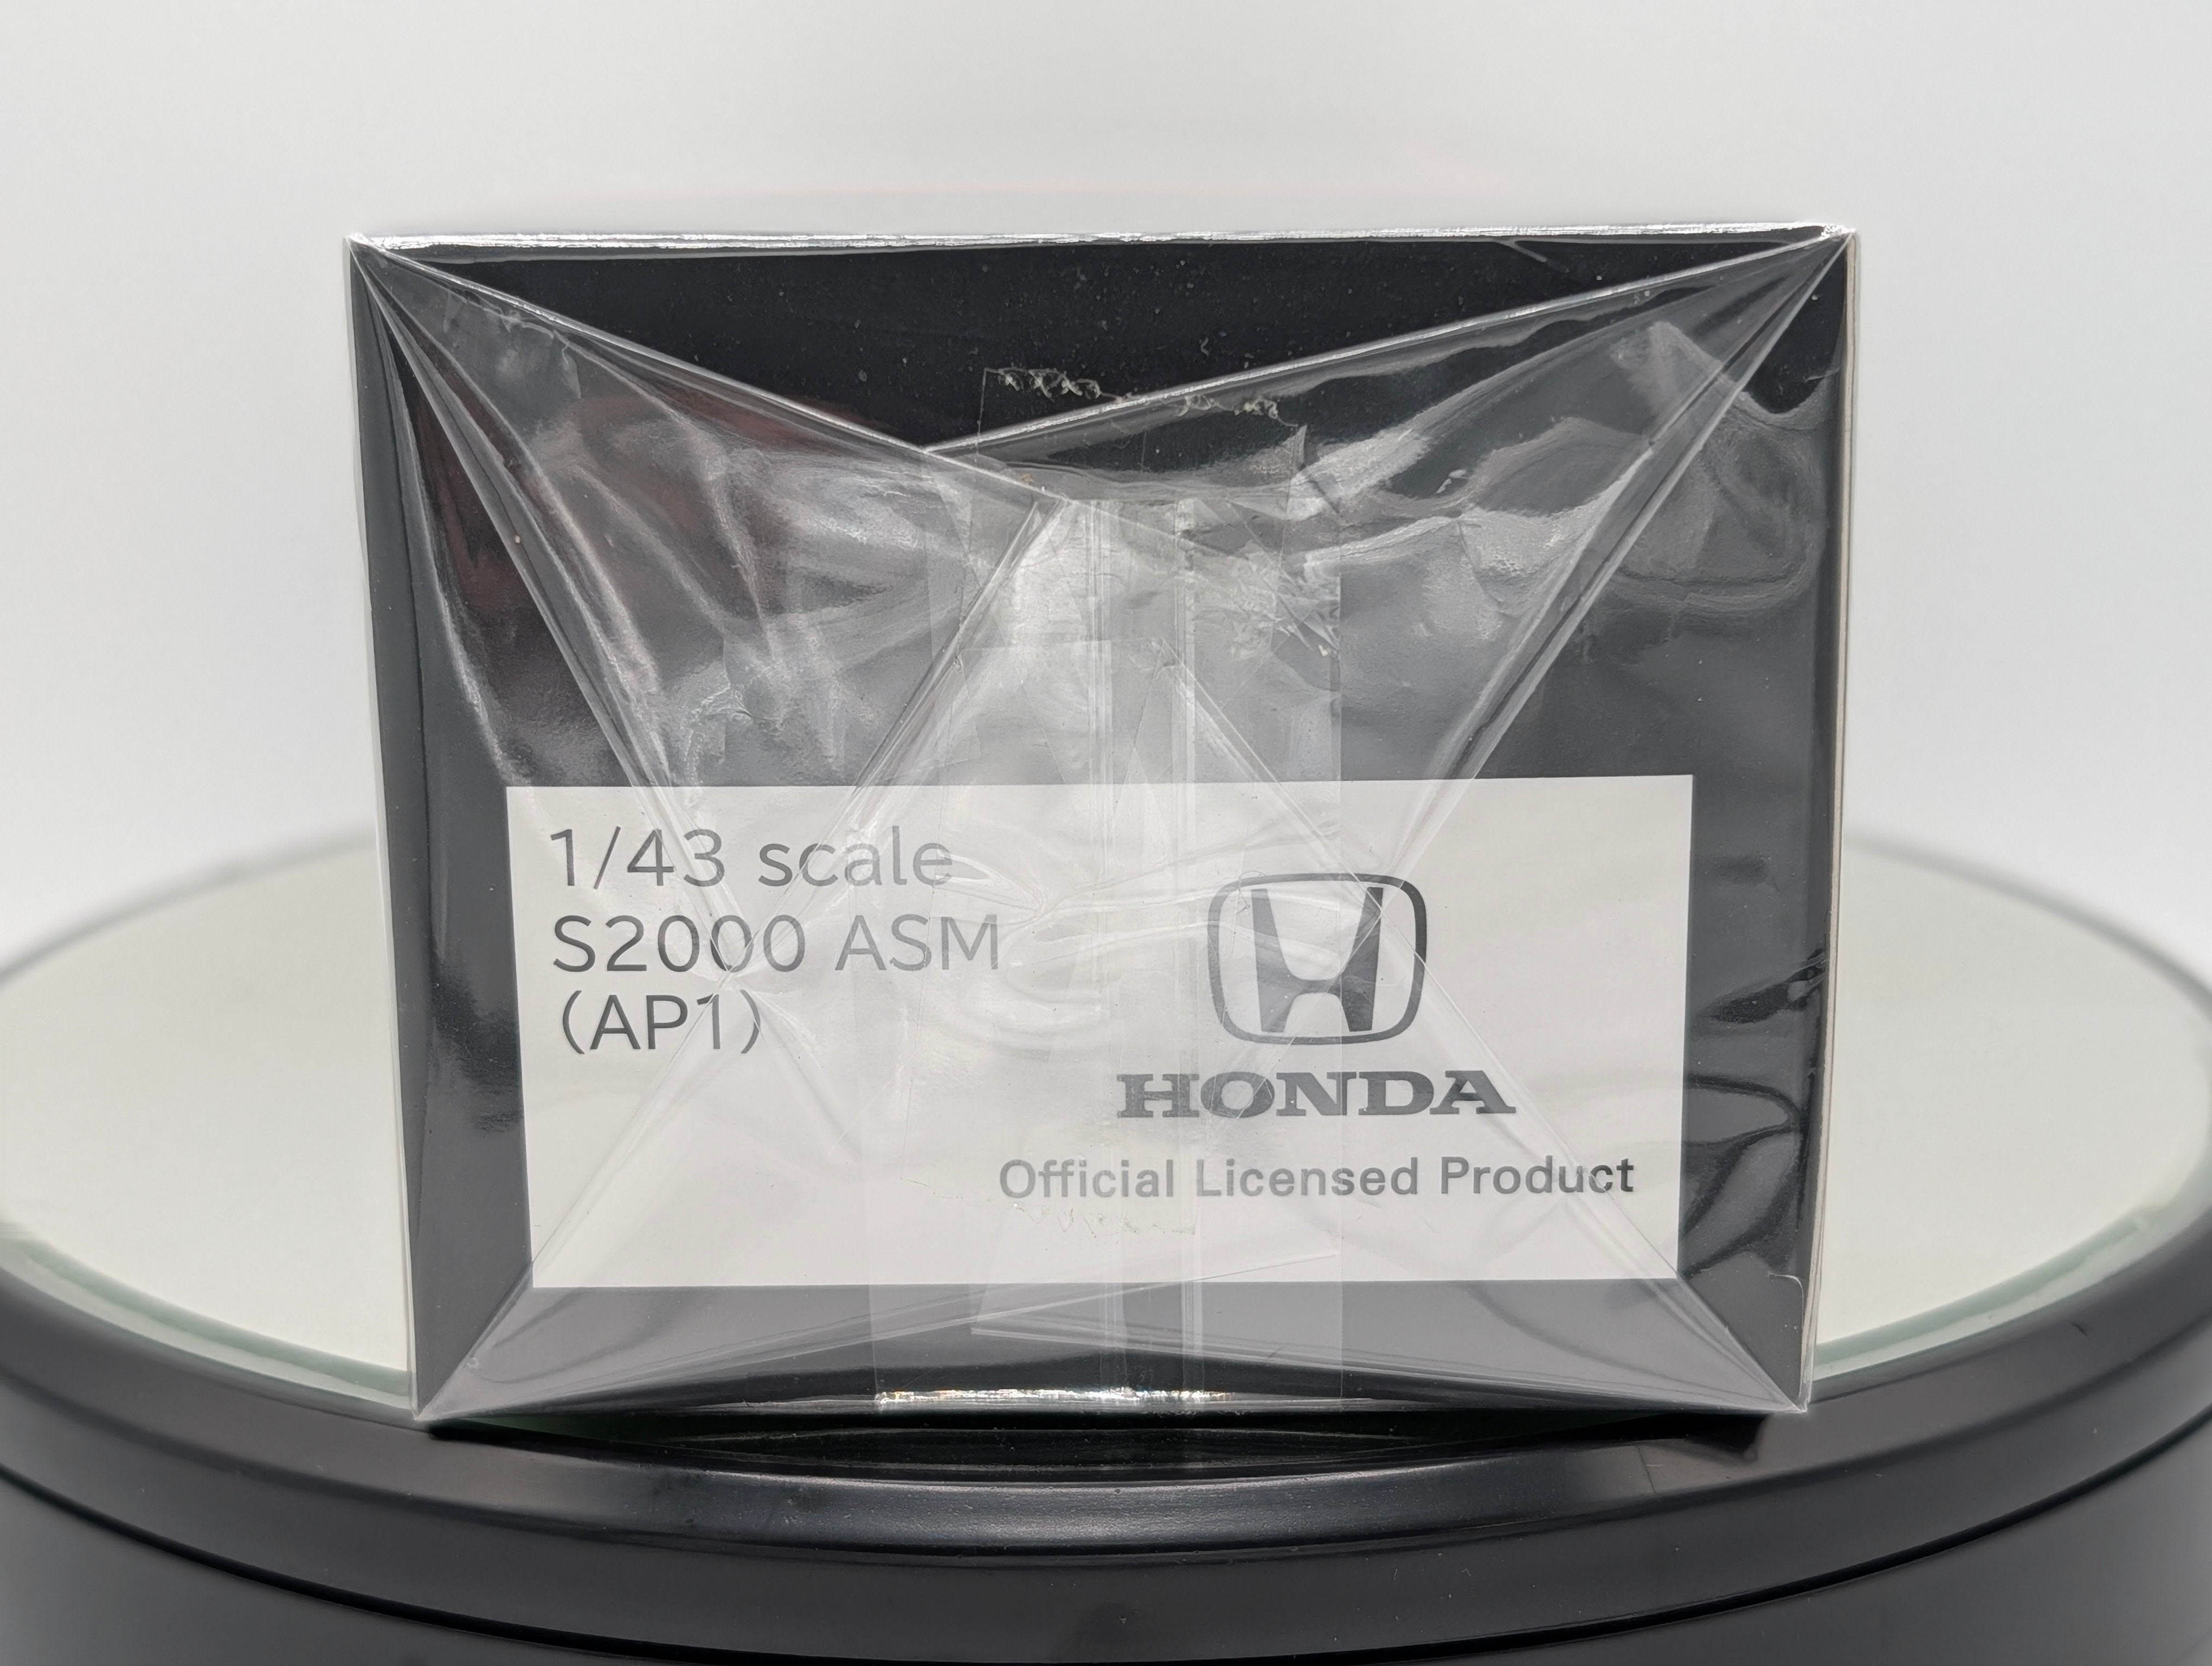 1/43 scale
S2000 ASM
(AP1)
HONDA
Official Licensed Product